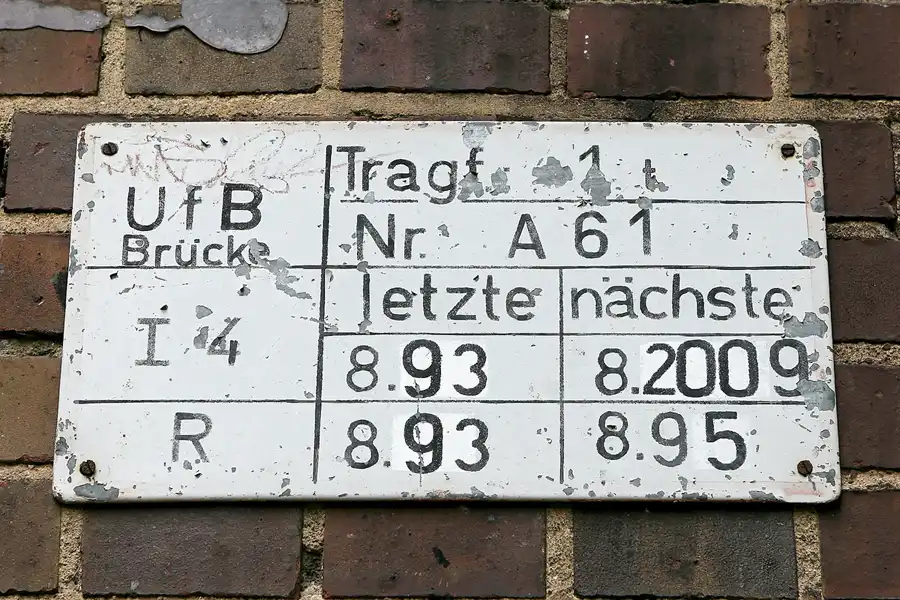 UfB
Brücke
Tragf. 1 t
Nr. A 61
letzte nächste
I 4 8.93 8.2009
R 8.93 8.95